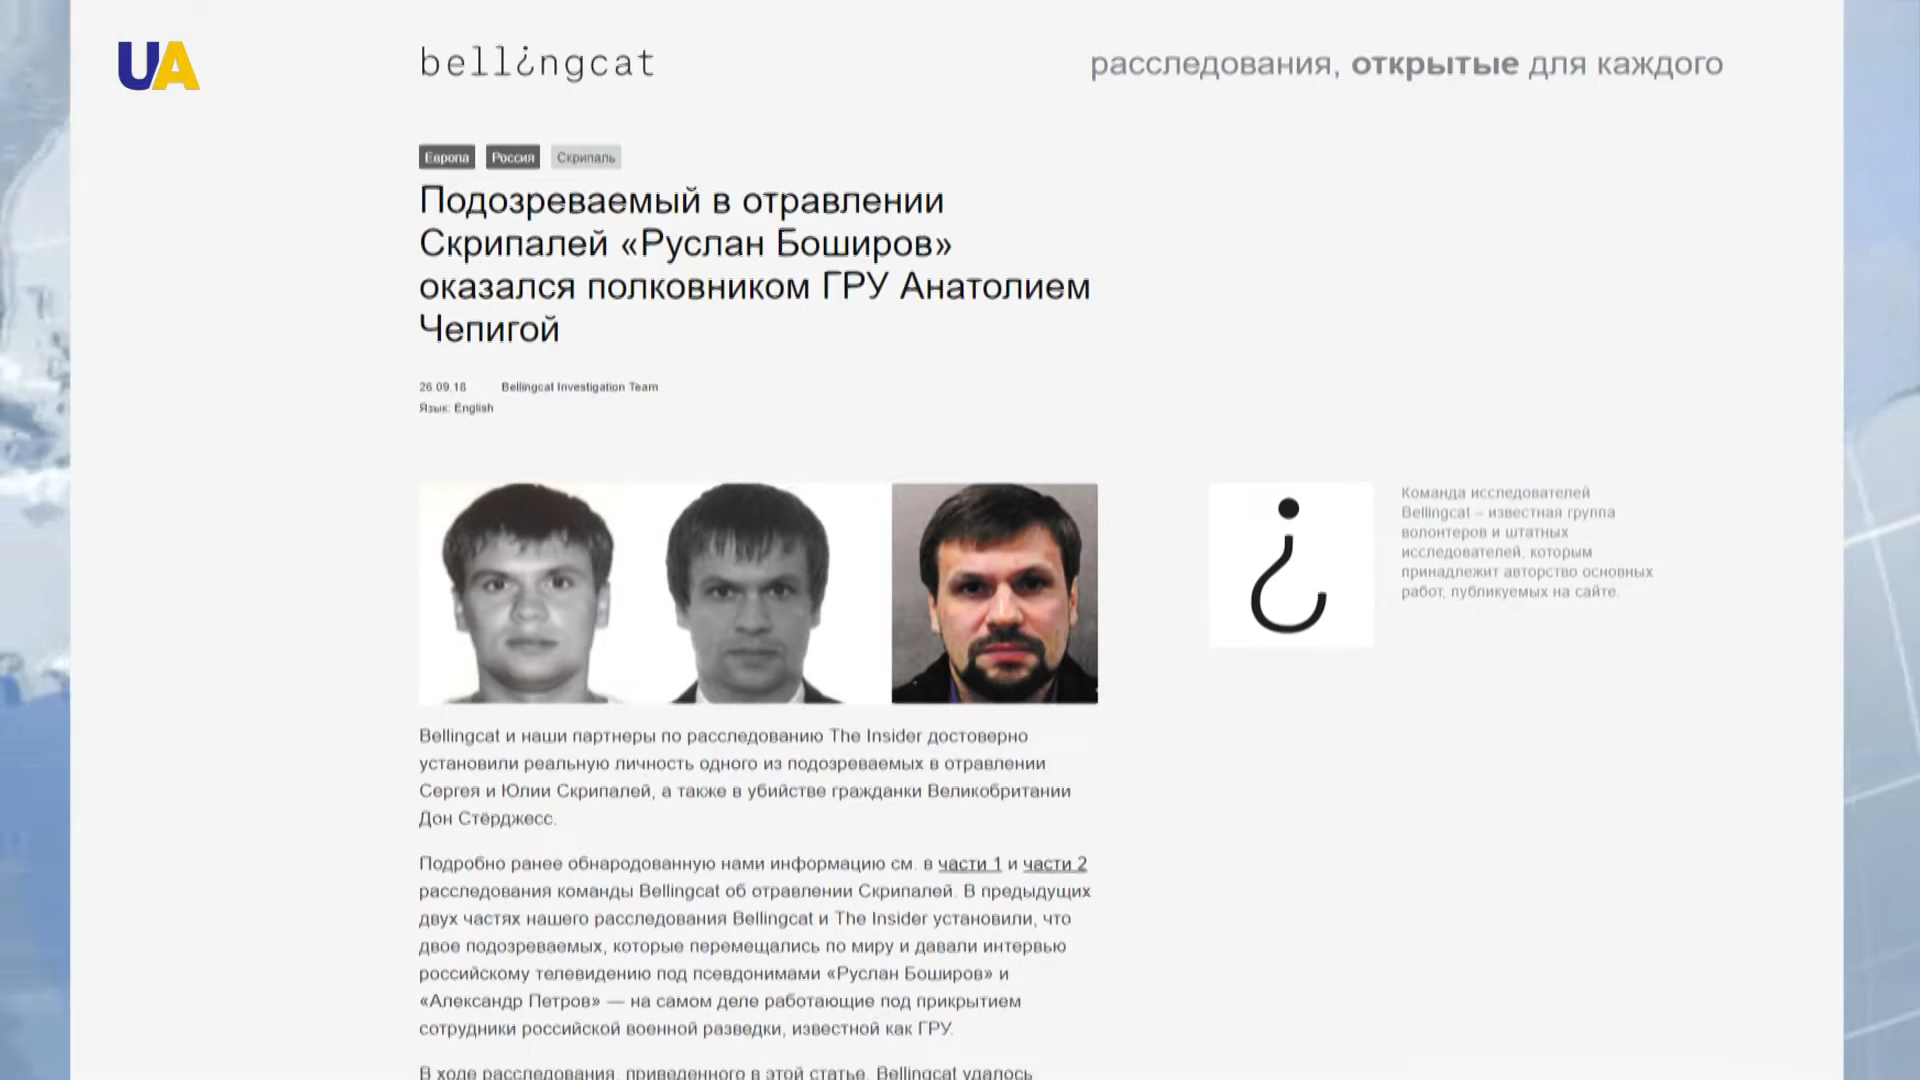 UA
bellingcat
расследования, открытые для каждого
Европа Россия Скрипаль
Подозреваемый в отравлении
Скрипалей «Руслан Боширов»
оказался полковником ГРУ Анатолием
Чепигой
26.09.18 Bellingcat Investigation Team
Язык: English
Команда исследователей
Bellingcat – известная группа
волонтеров и штатных
исследователей, которым
принадлежит авторство основных
работ, публикуемых на сайте.
Bellingcat и наши партнеры по расследованию The Insider достоверно
установили реальную личность одного из подозреваемых в отравлении
Сергея и Юлии Скрипалей, а также в убийстве гражданки Великобритании
Дон Стёрджесс.
Подробно ранее обнародованную нами информацию см. в части 1 и части 2
расследования команды Bellingcat об отравлении Скрипалей. В предыдущих
двух частях нашего расследования Bellingcat и The Insider установили, что
двое подозреваемых, которые перемещались по миру и давали интервью
российскому телевидению под псевдонимами «Руслан Боширов» и
«Александр Петров» — на самом деле работающие под прикрытием
сотрудники российской военной разведки, известной как ГРУ.
В ходе расследования, приведенного в этой статье, Bellingcat удалось